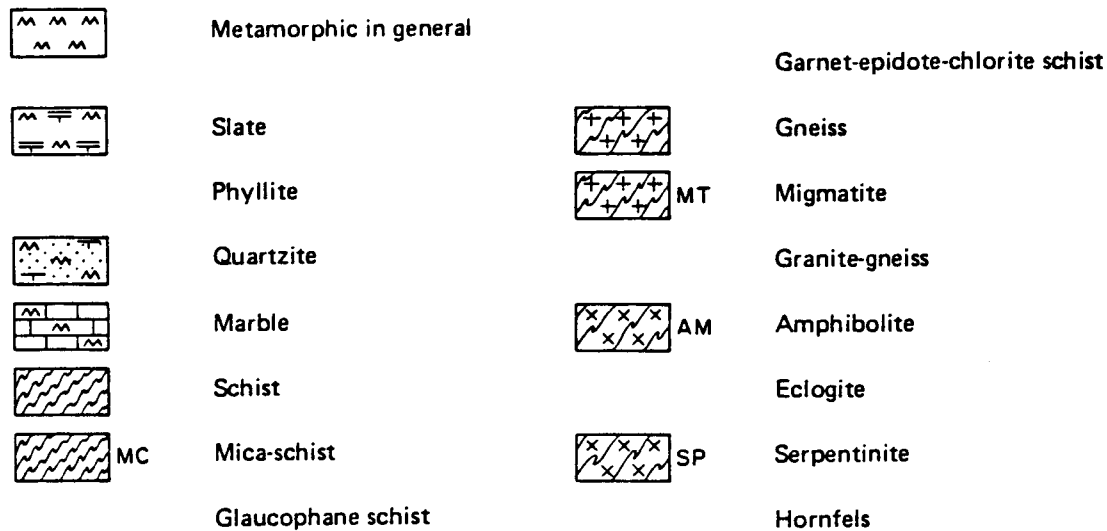 Metamorphic in general
Slate
Phyllite
Quartzite
Marble
Schist
MC Mica-schist
Glaucophane schist
Garnet-epidote-chlorite schist
Gneiss
MT Migmatite
Granite-gneiss
AM Amphibolite
Eclogite
SP Serpentinite
Hornfels